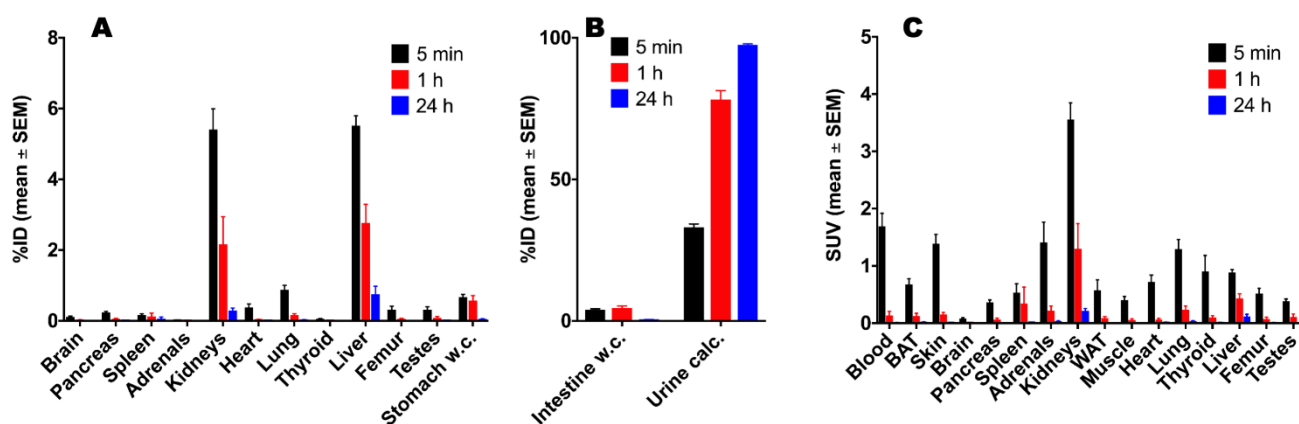 A
%ID (mean ± SEM)
8
6
4
2
0
5 min
1 h
24 h
Brain
Pancreas
Spleen
Adrenals
Kidneys
Heart
Lung
Thyroid
Liver
Femur
Testes
Stomach w.c.
B
%ID (mean ± SEM)
100
50
0
5 min
1 h
24 h
Intestine w.c.
Urine calc.
C
SUV (mean ± SEM)
5
4
3
2
1
0
5 min
1 h
24 h
Blood
BAT
Skin
Brain
Pancreas
Spleen
Adrenals
Kidneys
WAT
Muscle
Heart
Lung
Thyroid
Liver
Femur
Testes